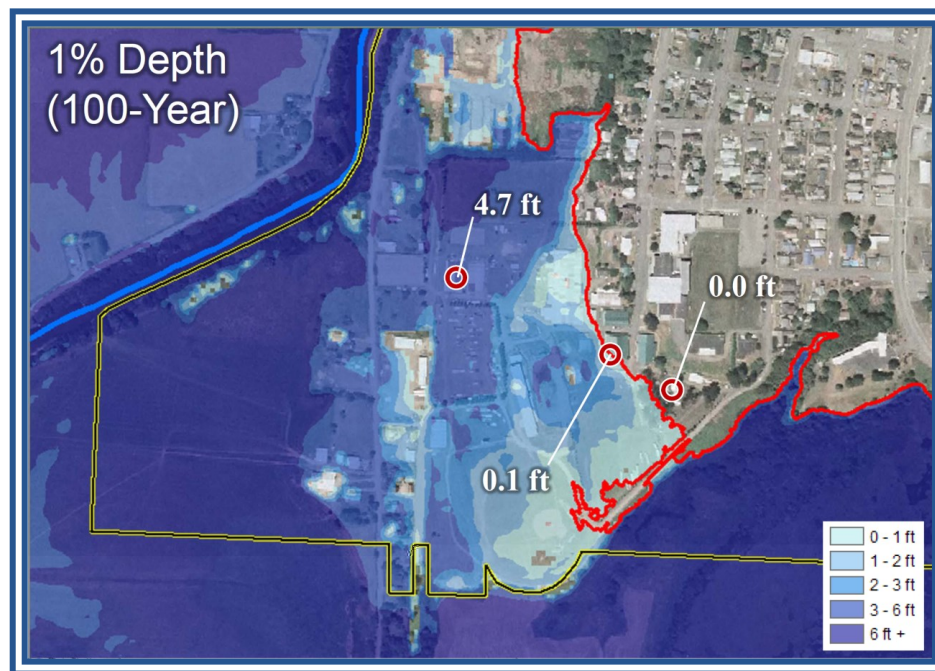 1% Depth
(100-Year)
4.7 ft
0.0 ft
0.1 ft
0 - 1 ft
1 - 2 ft
2 - 3 ft
3 - 6 ft
6 ft +